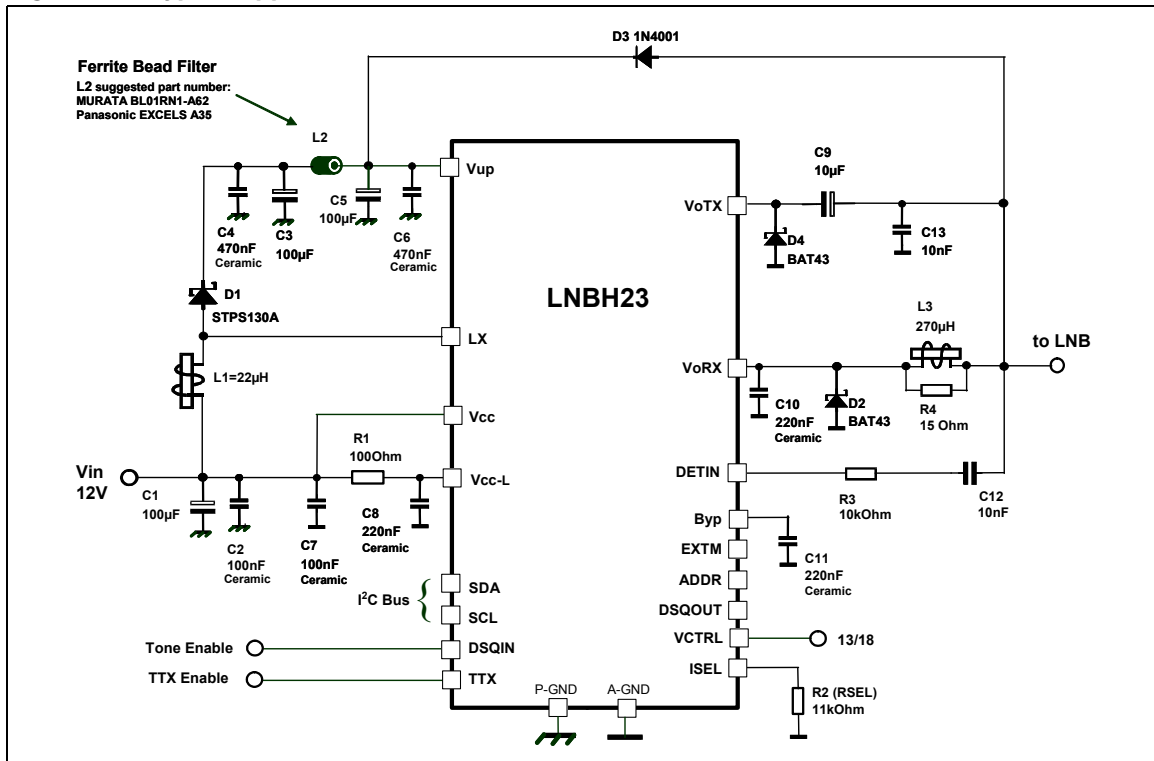 D3 1N4001
Ferrite Bead Filter
L2 suggested part number:
MURATA BL01RN1-A62
Panasonic EXCELS A35
L2
Vup
C9
10µF
VoTX
C4
470nF
Ceramic
C3
100µF
C5
100µF
C6
470nF
Ceramic
D4
BAT43
C13
10nF
LNBH23
D1
STPS130A
LX
L3
270µH
to LNB
VoRX
L1=22µH
C10
220nF
Ceramic
D2
BAT43
R4
15 Ohm
Vcc
R1
100Ohm
Vin
12V
Vcc-L
DETIN
R3
10kOhm
C12
10nF
C1
100µF
C2
100nF
Ceramic
C7
100nF
Ceramic
C8
220nF
Ceramic
Byp
EXTM
C11
220nF
Ceramic
ADDR
I²C Bus
SDA
SCL
DSQOUT
VCTRL
13/18
Tone Enable
DSQIN
TTX Enable
TTX
ISEL
P-GND
A-GND
R2 (RSEL)
11kOhm